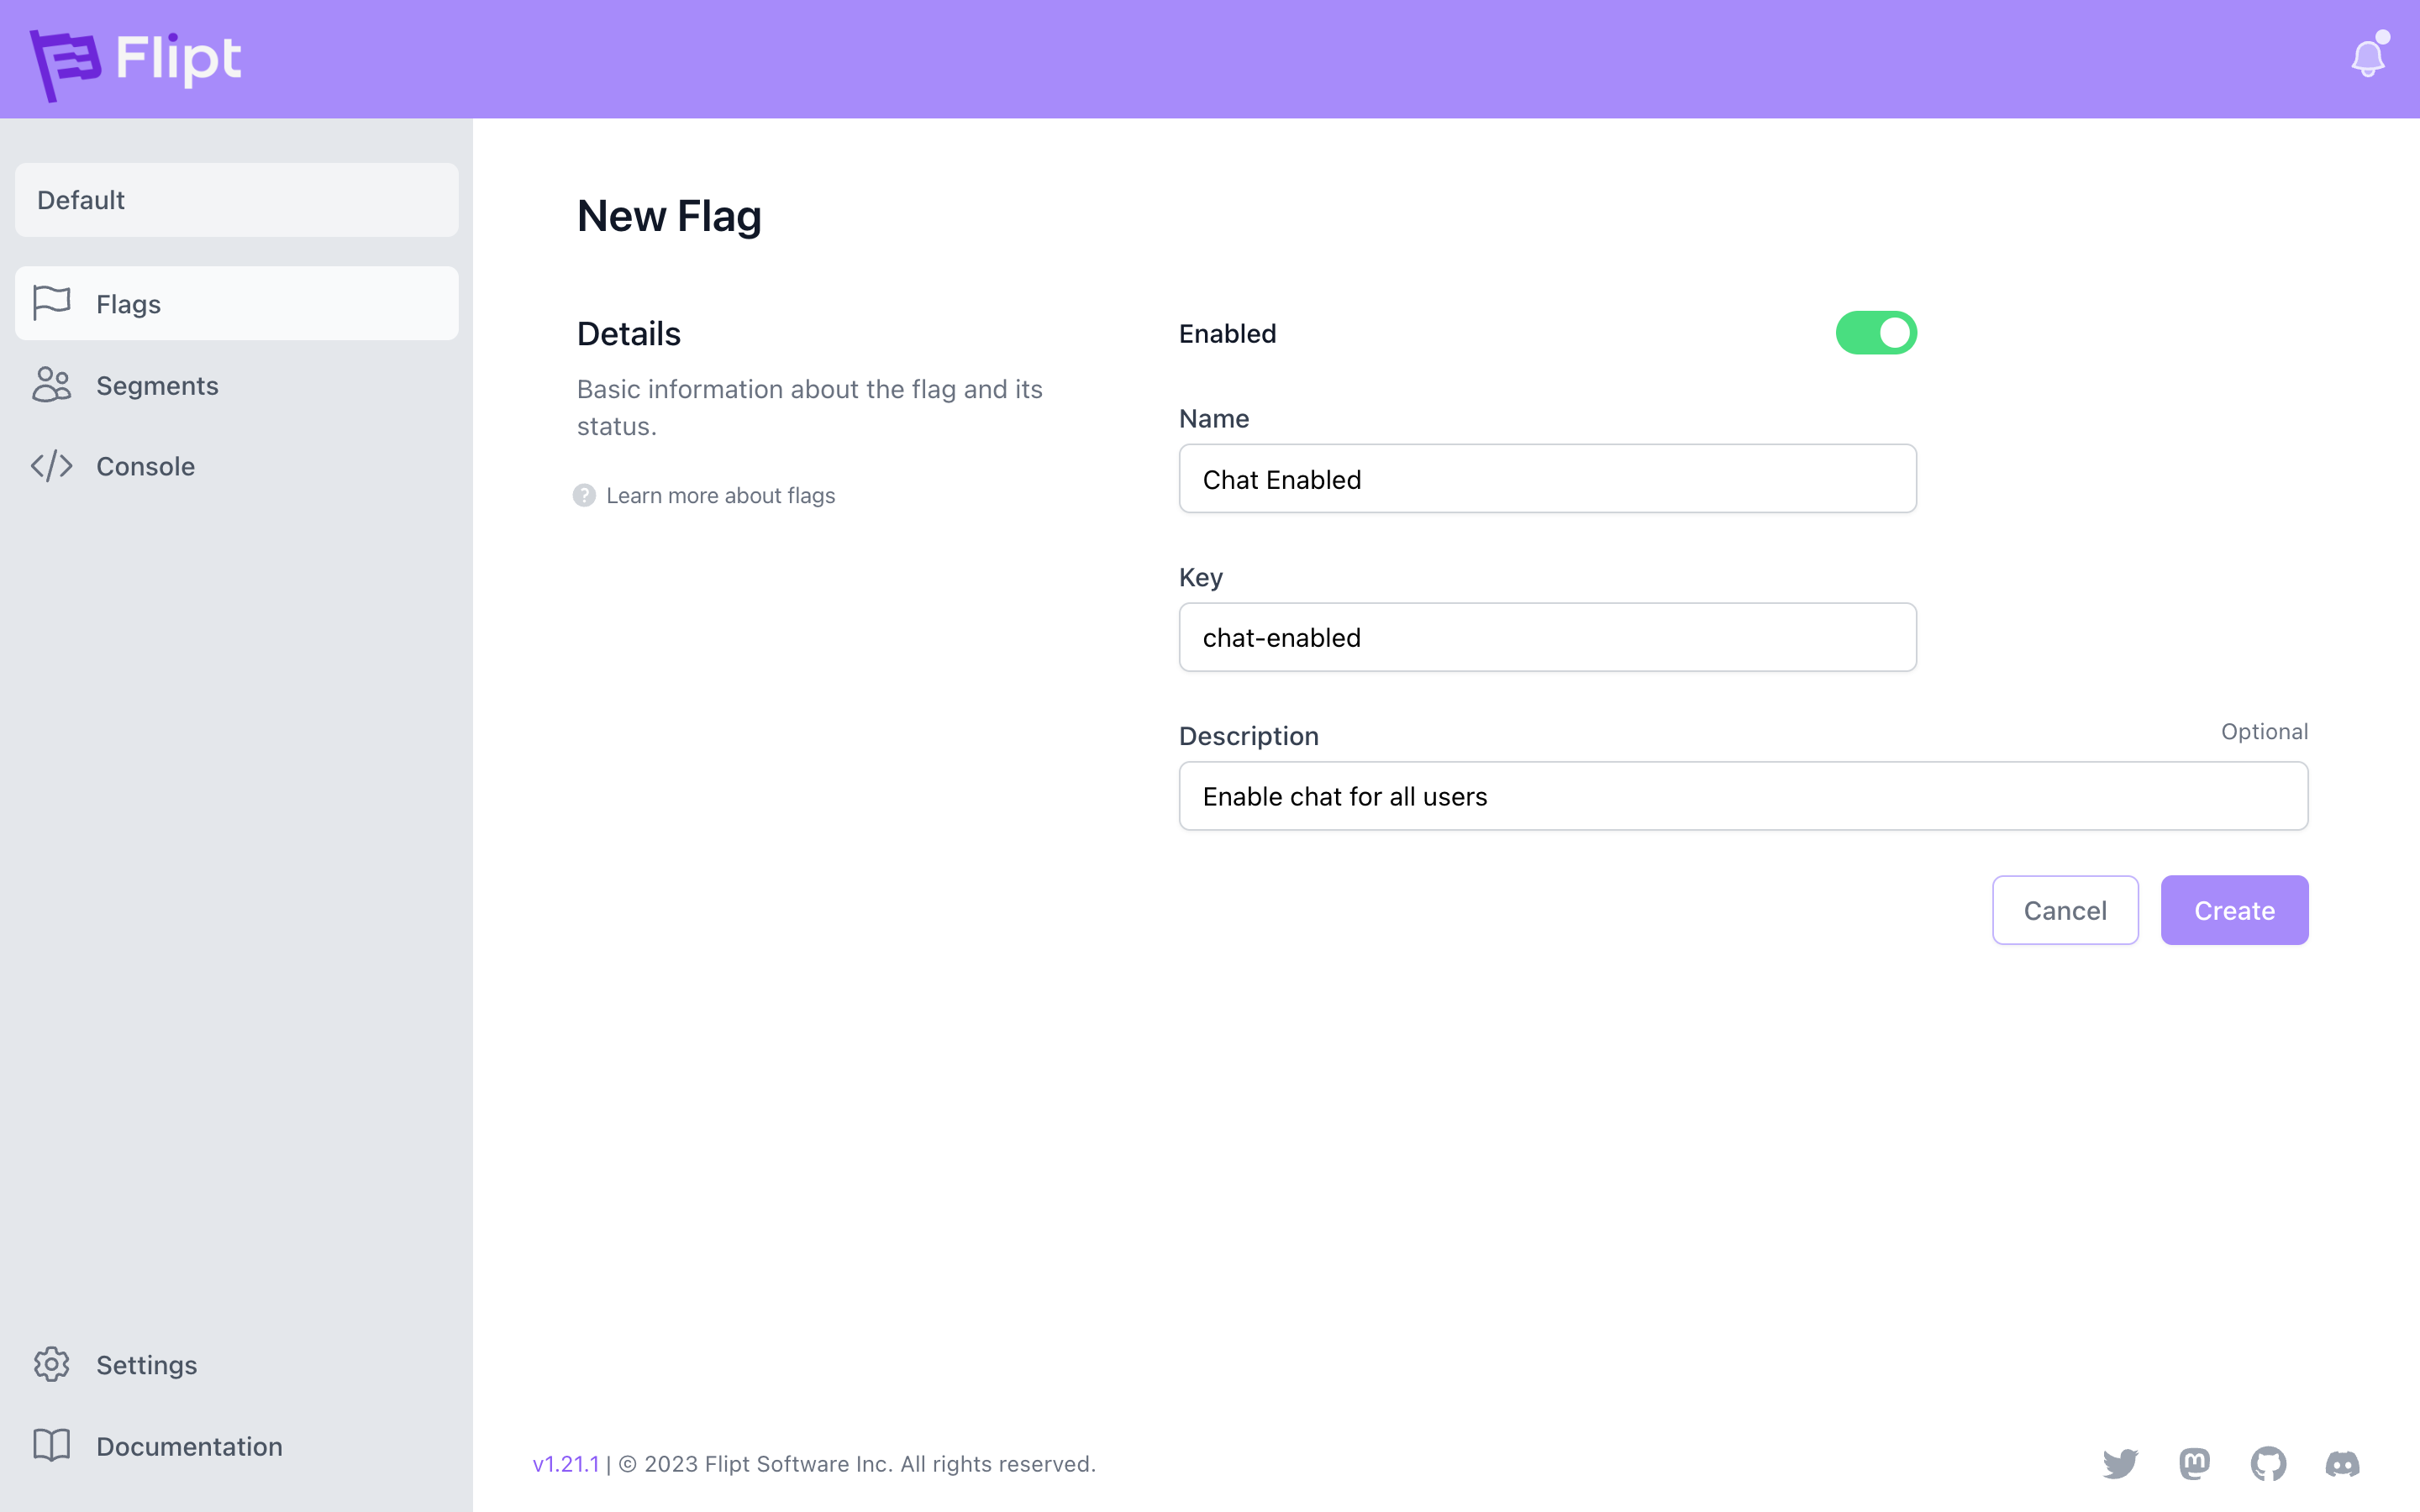 Flipt
Default
Flags
Segments
Console
Settings
Documentation
New Flag
Details
Basic information about the flag and its
status.
? Learn more about flags
Enabled
Name
Chat Enabled
Key
chat-enabled
Description
Optional
Enable chat for all users
Cancel
Create
v1.21.1 | © 2023 Flipt Software Inc. All rights reserved.